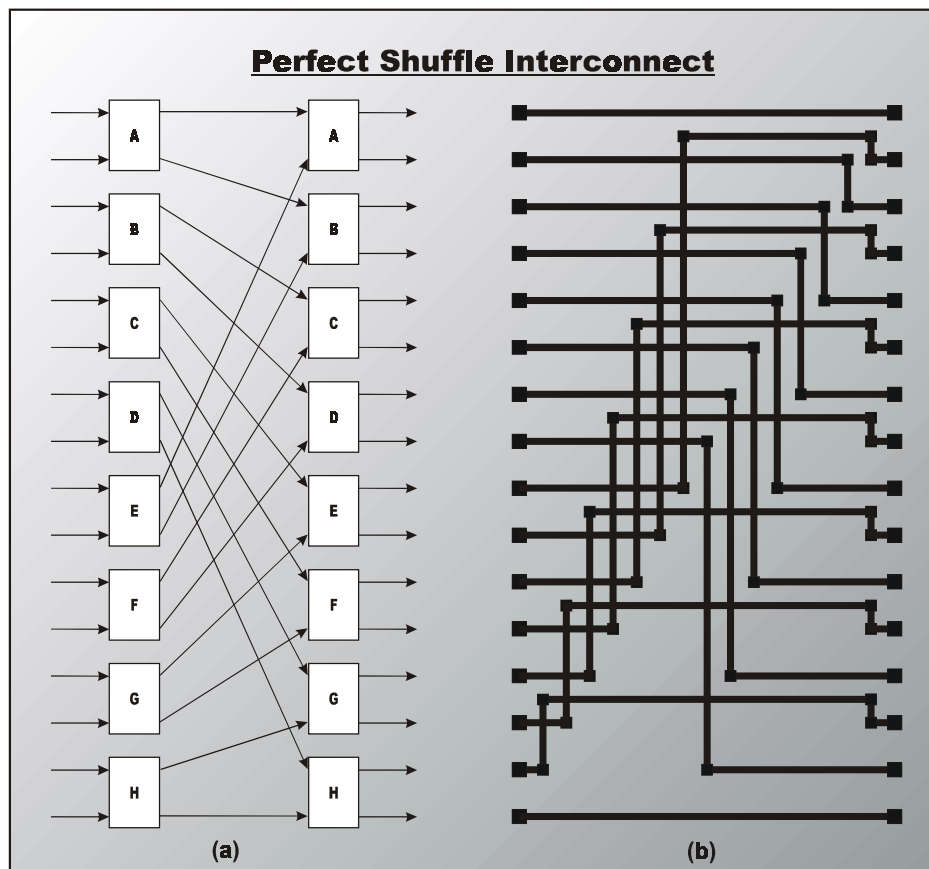 Perfect Shuffle Interconnect
A A
B B
C C
D D
E E
F F
G G
H H
(a) (b)